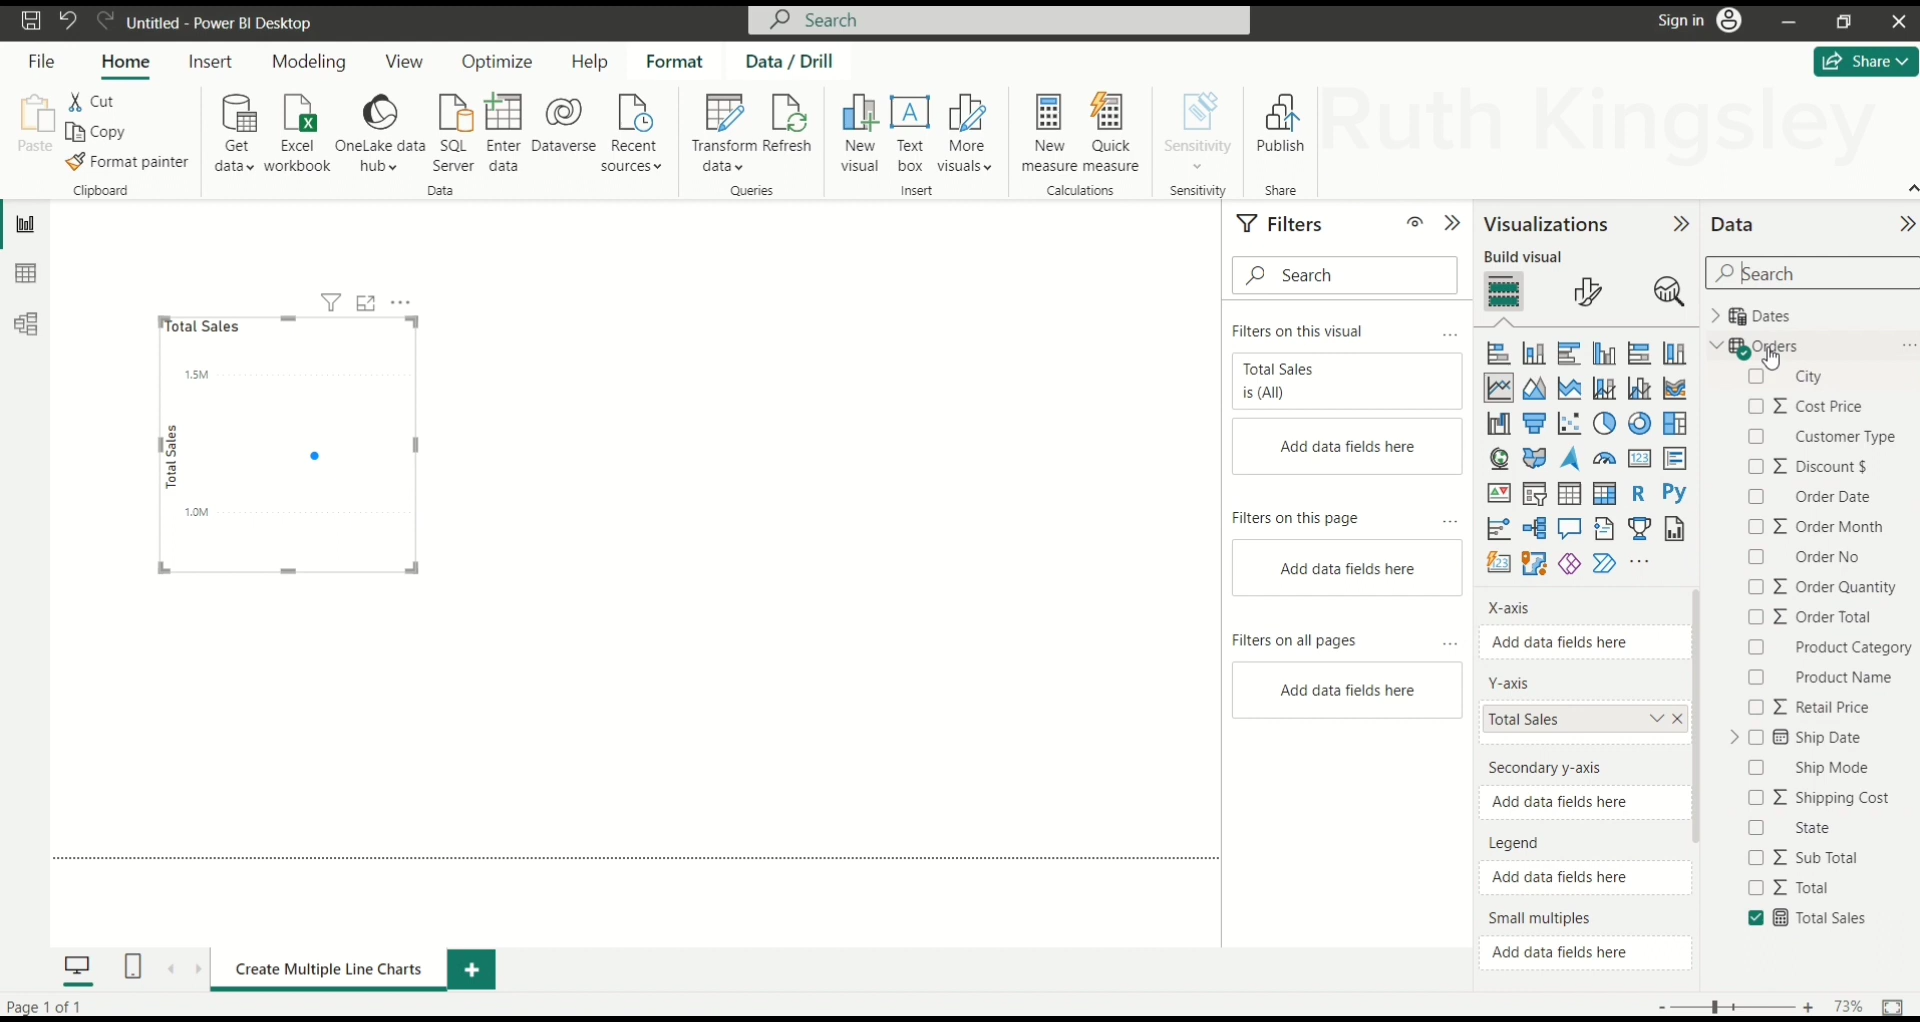 Untitled - Power BI Desktop
Search
Sign in
File Home Insert Modeling View Optimize Help Format Data / Drill
Share
Paste
Cut
Copy
Format painter
Clipboard
Get data
Excel workbook
OneLake data hub
SQL Server
Enter data
Dataverse
Recent sources
Data
Transform data
Refresh
Queries
New visual
Text box
More visuals
Insert
New measure
Quick measure
Calculations
Sensitivity
Sensitivity
Publish
Share
Ruth Kingsley
Total Sales
1.5M
Total Sales
1.0M
Filters
Search
Filters on this visual
Total Sales
is (All)
Add data fields here
Filters on this page
Add data fields here
Filters on all pages
Add data fields here
Visualizations
Build visual
123
R
Py
123
X-axis
Add data fields here
Y-axis
Total Sales
Secondary y-axis
Add data fields here
Legend
Add data fields here
Small multiples
Add data fields here
Data
Search
Dates
Orders
City
Cost Price
Customer Type
Discount $
Order Date
Order Month
Order No
Order Quantity
Order Total
Product Category
Product Name
Retail Price
Ship Date
Ship Mode
Shipping Cost
State
Sub Total
Total
Total Sales
Create Multiple Line Charts
Page 1 of 1
73%